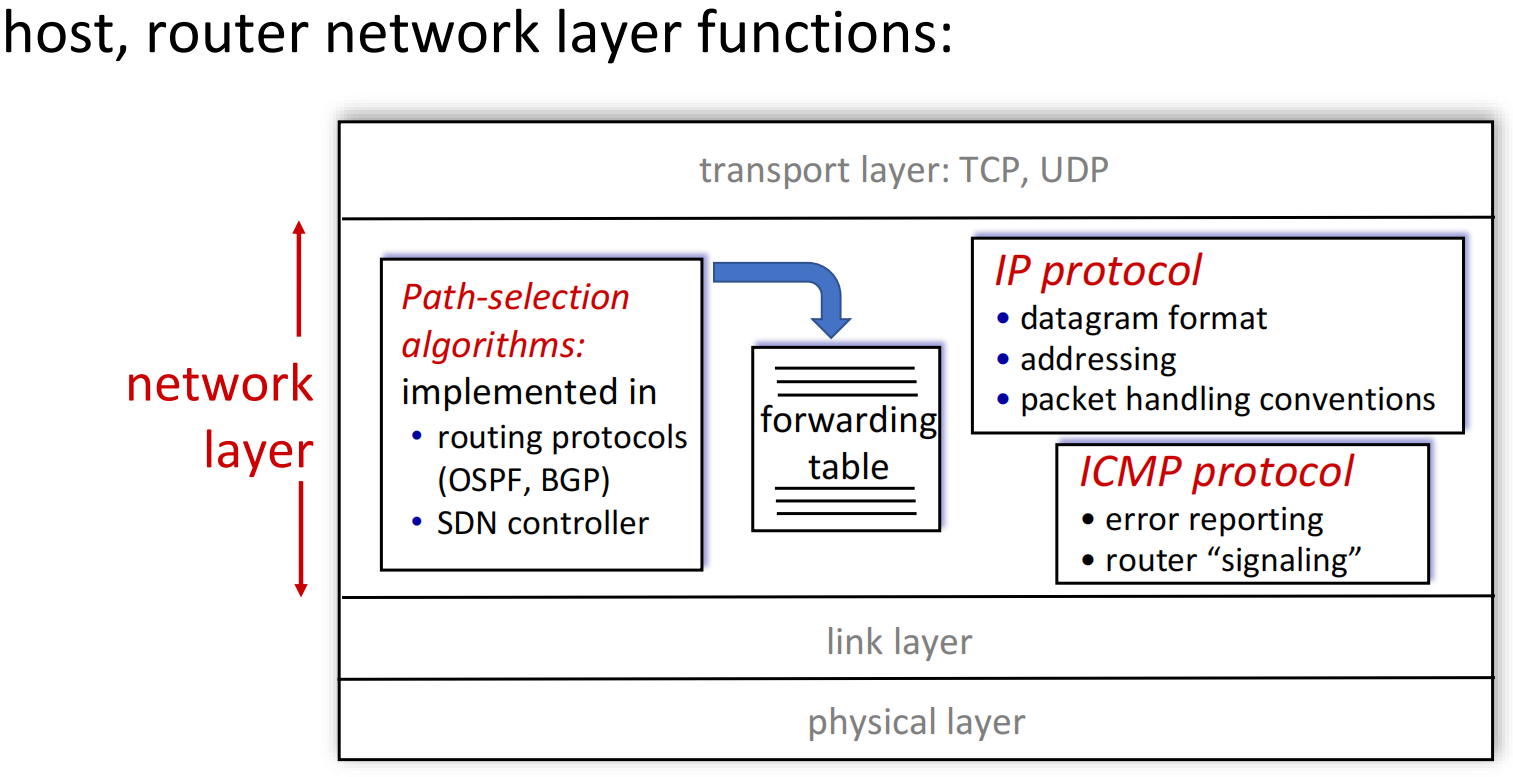 host, router network layer functions:
transport layer: TCP, UDP
network
layer
Path-selection
algorithms:
implemented in
• routing protocols
(OSPF, BGP)
• SDN controller
forwarding
table
IP protocol
• datagram format
• addressing
• packet handling conventions
ICMP protocol
• error reporting
• router “signaling”
link layer
physical layer